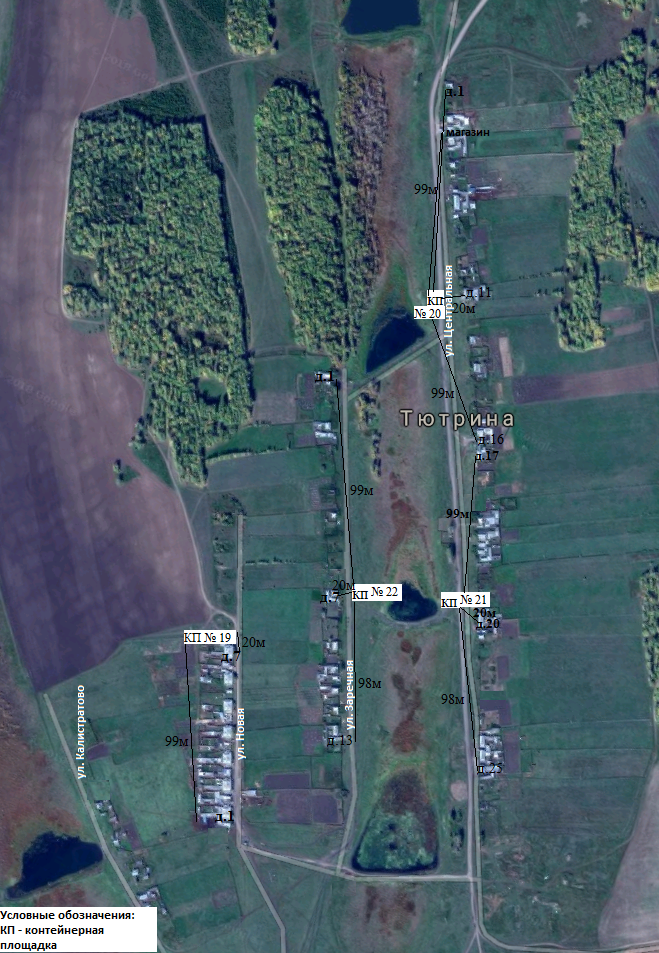 д.1
магазин
99м
ул. Центральная
КП
№ 20
д.11
20м
д.1
99м
Тютрина
д.16
д.17
99м
99м
20м
д.7
КП № 22
КП № 21
20м
д.20
КП № 19
20м
д.7
ул. Заречная
98м
98м
ул. Калистратово
99м
ул. Новая
д.13
д.25
д.1
Условные обозначения:
КП - контейнерная
площадка